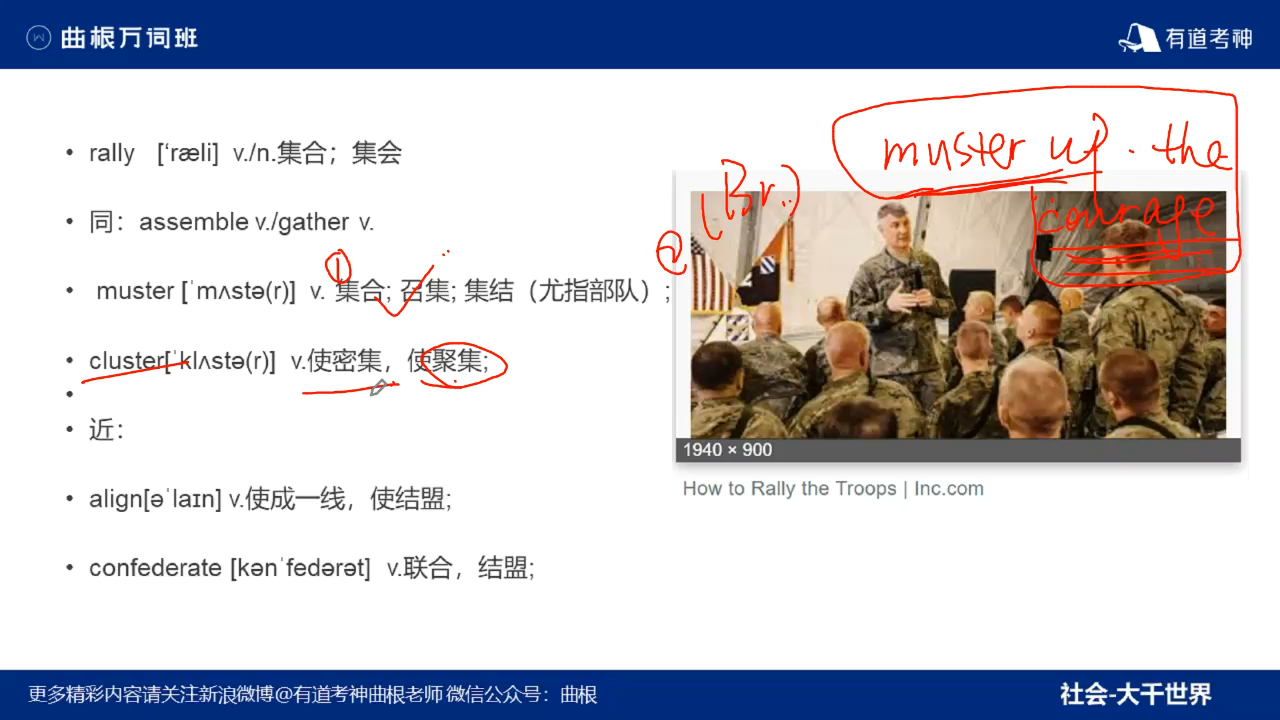 曲根万词班
有道考神
• rally [ʻræli] v./n.集合；集会
• 同：assemble v./gather v.
①
• muster [ˈmʌstə(r)] v. 集合; 召集; 集结（尤指部队）;
• cluster[ˈklʌstə(r)] v.使密集，使聚集;
•
• 近：
• align[əˈlaɪn] v.使成一线，使结盟;
• confederate [kənˈfedərət] v.联合，结盟;
muster up . the
courage
② (Br.)
1940 × 900
How to Rally the Troops | Inc.com
更多精彩内容请关注新浪微博@有道考神曲根老师 微信公众号：曲根
社会-大千世界